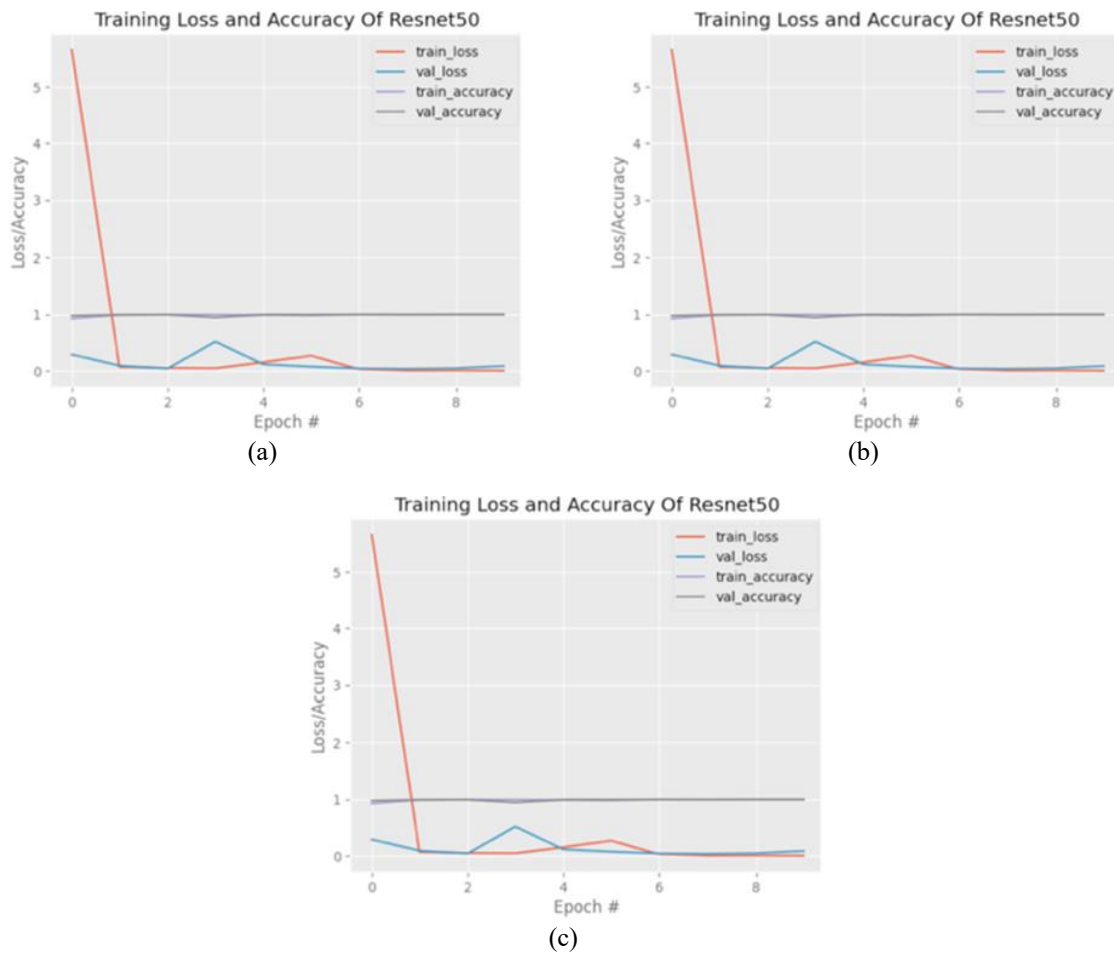 Training Loss and Accuracy Of Resnet50
train_loss
val_loss
train_accuracy
val_accuracy
5
4
3
2
1
0
Loss/Accuracy
0 2 4 6 8
Epoch #
(a)
Training Loss and Accuracy Of Resnet50
train_loss
val_loss
train_accuracy
val_accuracy
5
4
3
2
1
0
Loss/Accuracy
0 2 4 6 8
Epoch #
(b)
Training Loss and Accuracy Of Resnet50
train_loss
val_loss
train_accuracy
val_accuracy
5
4
3
2
1
0
Loss/Accuracy
0 2 4 6 8
Epoch #
(c)